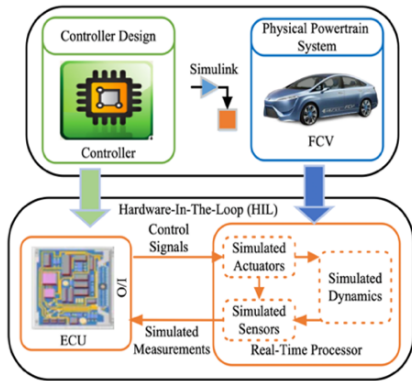 Controller Design
Controller
Simulink
Physical Powertrain
System
FCV
Hardware-In-The-Loop (HIL)
I/O
ECU
Control
Signals
Simulated
Measurements
Simulated
Actuators
Simulated
Sensors
Simulated
Dynamics
Real-Time Processor